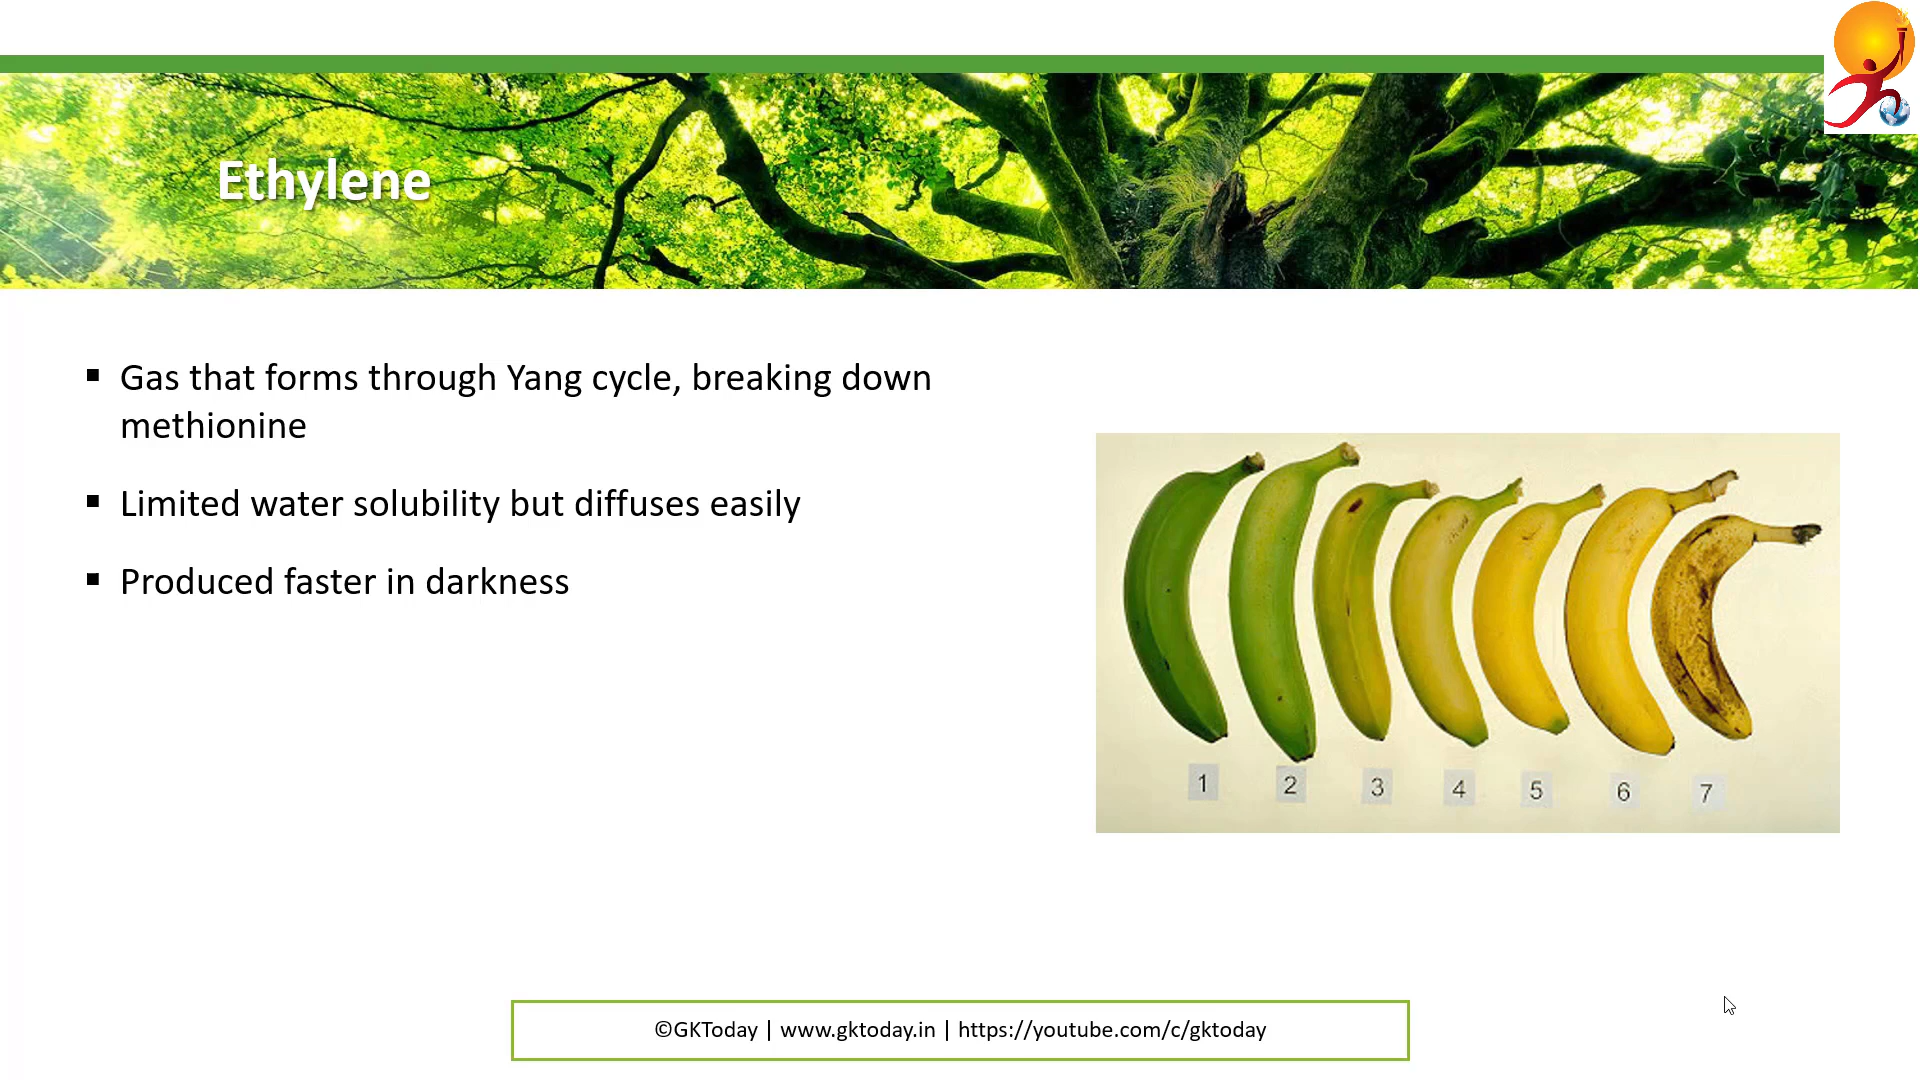 Ethylene
▪ Gas that forms through Yang cycle, breaking down
methionine
▪ Limited water solubility but diffuses easily
▪ Produced faster in darkness
1 2 3 4 5 6 7
©GKToday | www.gktoday.in | https://youtube.com/c/gktoday